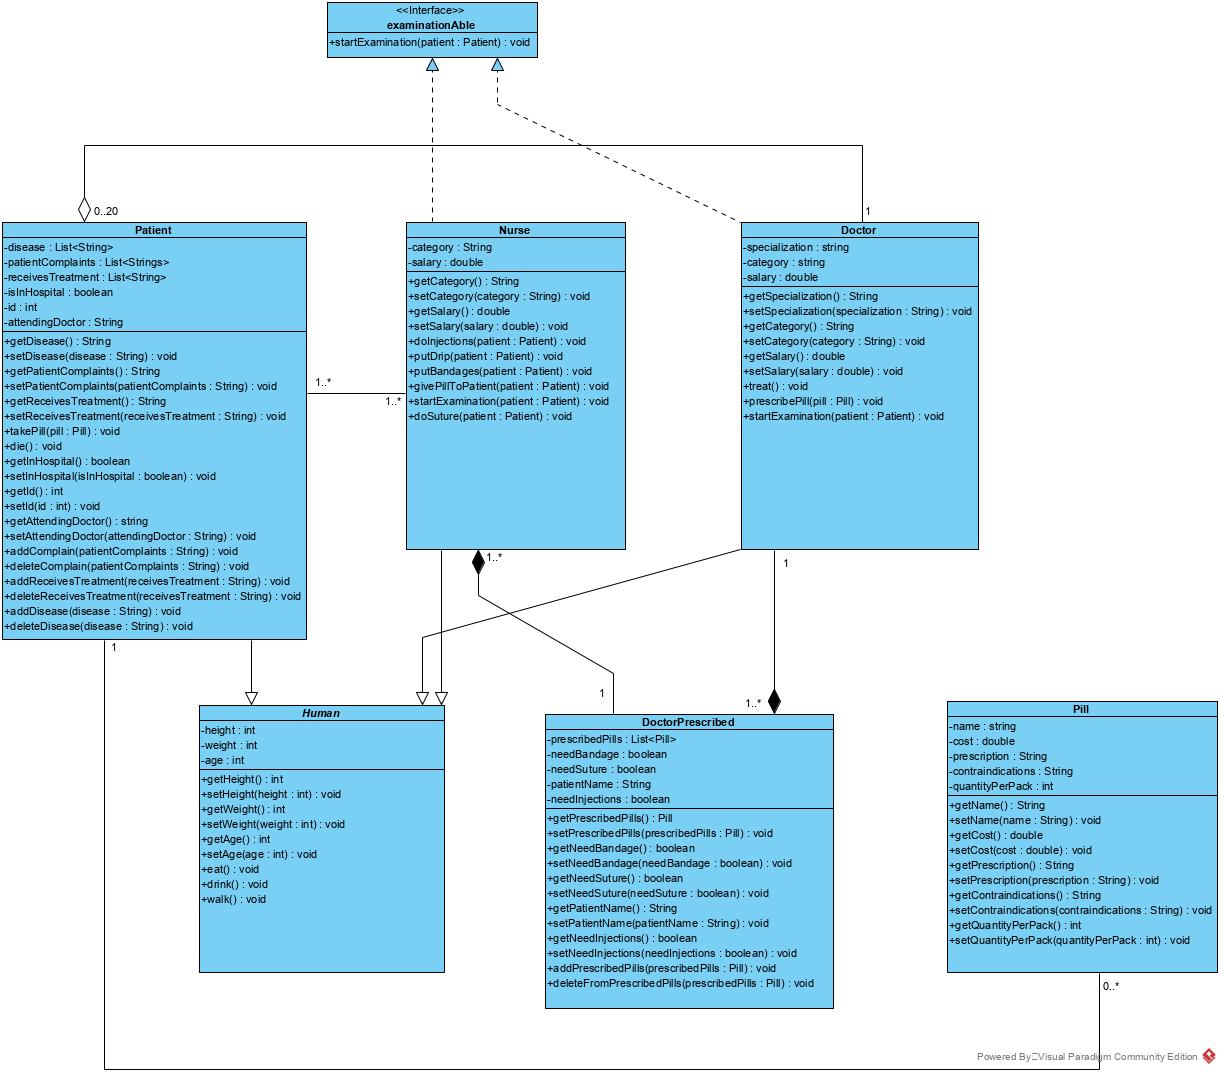 <<Interface>>
examinationAble
+startExamination(patient : Patient) : void
0..20
1
Patient
-disease : List<String>
-patientComplaints : List<Strings>
-receivesTreatment : List<String>
-isInHospital : boolean
-id : int
-attendingDoctor : String
+getDisease() : String
+setDisease(disease : String) : void
+getPatientComplaints() : String
+setPatientComplaints(patientComplaints : String) : void
+getReceivesTreatment() : String
+setReceivesTreatment(receivesTreatment : String) : void
+takePill(pill : Pill) : void
+die() : void
+getInHospital() : boolean
+setInHospital(isInHospital : boolean) : void
+getId() : int
+setId(id : int) : void
+getAttendingDoctor() : string
+setAttendingDoctor(attendingDoctor : String) : void
+addComplain(patientComplaints : String) : void
+deleteComplain(patientComplaints : String) : void
+addReceivesTreatment(receivesTreatment : String) : void
+deleteReceivesTreatment(receivesTreatment : String) : void
+addDisease(disease : String) : void
+deleteDisease(disease : String) : void
1..*
1..*
Nurse
-category : String
-salary : double
+getCategory() : String
+setCategory(category : String) : void
+getSalary() : double
+setSalary(salary : double) : void
+doInjections(patient : Patient) : void
+putDrip(patient : Patient) : void
+putBandages(patient : Patient) : void
+givePillToPatient(patient : Patient) : void
+startExamination(patient : Patient) : void
+doSuture(patient : Patient) : void
Doctor
-specialization : string
-category : string
-salary : double
+getSpecialization() : String
+setSpecialization(specialization : String) : void
+getCategory() : String
+setCategory(category : String) : void
+getSalary() : double
+setSalary(salary : double) : void
+treat() : void
+prescribePill(pill : Pill) : void
+startExamination(patient : Patient) : void
1..*
1
1
1
1..*
Human
-height : int
-weight : int
-age : int
+getHeight() : int
+setHeight(height : int) : void
+getWeight() : int
+setWeight(weight : int) : void
+getAge() : int
+setAge(age : int) : void
+eat() : void
+drink() : void
+walk() : void
DoctorPrescribed
-prescribedPills : List<Pill>
-needBandage : boolean
-needSuture : boolean
-patientName : String
-needInjections : boolean
+getPrescribedPills() : Pill
+setPrescribedPills(prescribedPills : Pill) : void
+getNeedBandage() : boolean
+setNeedBandage(needBandage : boolean) : void
+getNeedSuture() : boolean
+setNeedSuture(needSuture : boolean) : void
+getPatientName() : String
+setPatientName(patientName : String) : void
+getNeedInjections() : boolean
+setNeedInjections(needInjections : boolean) : void
+addPrescribedPills(prescribedPills : Pill) : void
+deleteFromPrescribedPills(prescribedPills : Pill) : void
Pill
-name : string
-cost : double
-prescription : String
-contraindications : String
-quantityPerPack : int
+getName() : String
+setName(name : String) : void
+getCost() : double
+setCost(cost : double) : void
+getPrescription() : String
+setPrescription(prescription : String) : void
+getContraindications() : String
+setContraindications(contraindications : String) : void
+getQuantityPerPack() : int
+setQuantityPerPack(quantityPerPack : int) : void
0..*
Powered By Visual Paradigm Community Edition